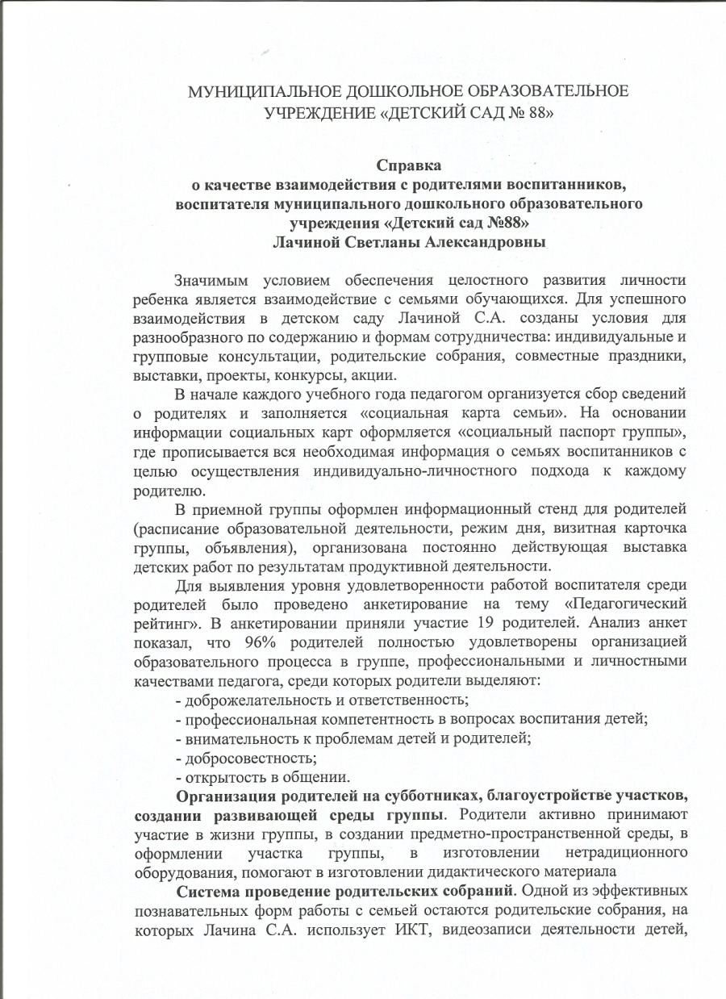 МУНИЦИПАЛЬНОЕ ДОШКОЛЬНОЕ ОБРАЗОВАТЕЛЬНОЕ
УЧРЕЖДЕНИЕ «ДЕТСКИЙ САД № 88»
Справка
о качестве взаимодействия с родителями воспитанников,
воспитателя муниципального дошкольного образовательного
учреждения «Детский сад №88»
Лачиной Светланы Александровны
Значимым условием обеспечения целостного развития личности
ребенка является взаимодействие с семьями обучающихся. Для успешного
взаимодействия в детском саду Лачиной С.А. созданы условия для
разнообразного по содержанию и формам сотрудничества: индивидуальные и
групповые консультации, родительские собрания, совместные праздники,
выставки, проекты, конкурсы, акции.
В начале каждого учебного года педагогом организуется сбор сведений
о родителях и заполняется «социальная карта семьи». На основании
информации социальных карт оформляется «социальный паспорт группы»,
где прописывается вся необходимая информация о семьях воспитанников с
целью осуществления индивидуально-личностного подхода к каждому
родителю.
В приемной группы оформлен информационный стенд для родителей
(расписание образовательной деятельности, режим дня, визитная карточка
группы, объявления), организована постоянно действующая выставка
детских работ по результатам продуктивной деятельности.
Для выявления уровня удовлетворенности работой воспитателя среди
родителей было проведено анкетирование на тему «Педагогический
рейтинг». В анкетировании приняли участие 19 родителей. Анализ анкет
показал, что 96% родителей полностью удовлетворены организацией
образовательного процесса в группе, профессиональными и личностными
качествами педагога, среди которых родители выделяют:
- доброжелательность и ответственность;
- профессиональная компетентность в вопросах воспитания детей;
- внимательность к проблемам детей и родителей;
- добросовестность;
- открытость в общении.
Организация родителей на субботниках, благоустройстве участков,
создании развивающей среды группы. Родители активно принимают
участие в жизни группы, в создании предметно-пространственной среды, в
оформлении участка группы, в изготовлении нетрадиционного
оборудования, помогают в изготовлении дидактического материала
Система проведение родительских собраний. Одной из эффективных
познавательных форм работы с семьей остаются родительские собрания, на
которых Лачина С.А. использует ИКТ, видеозаписи деятельности детей,